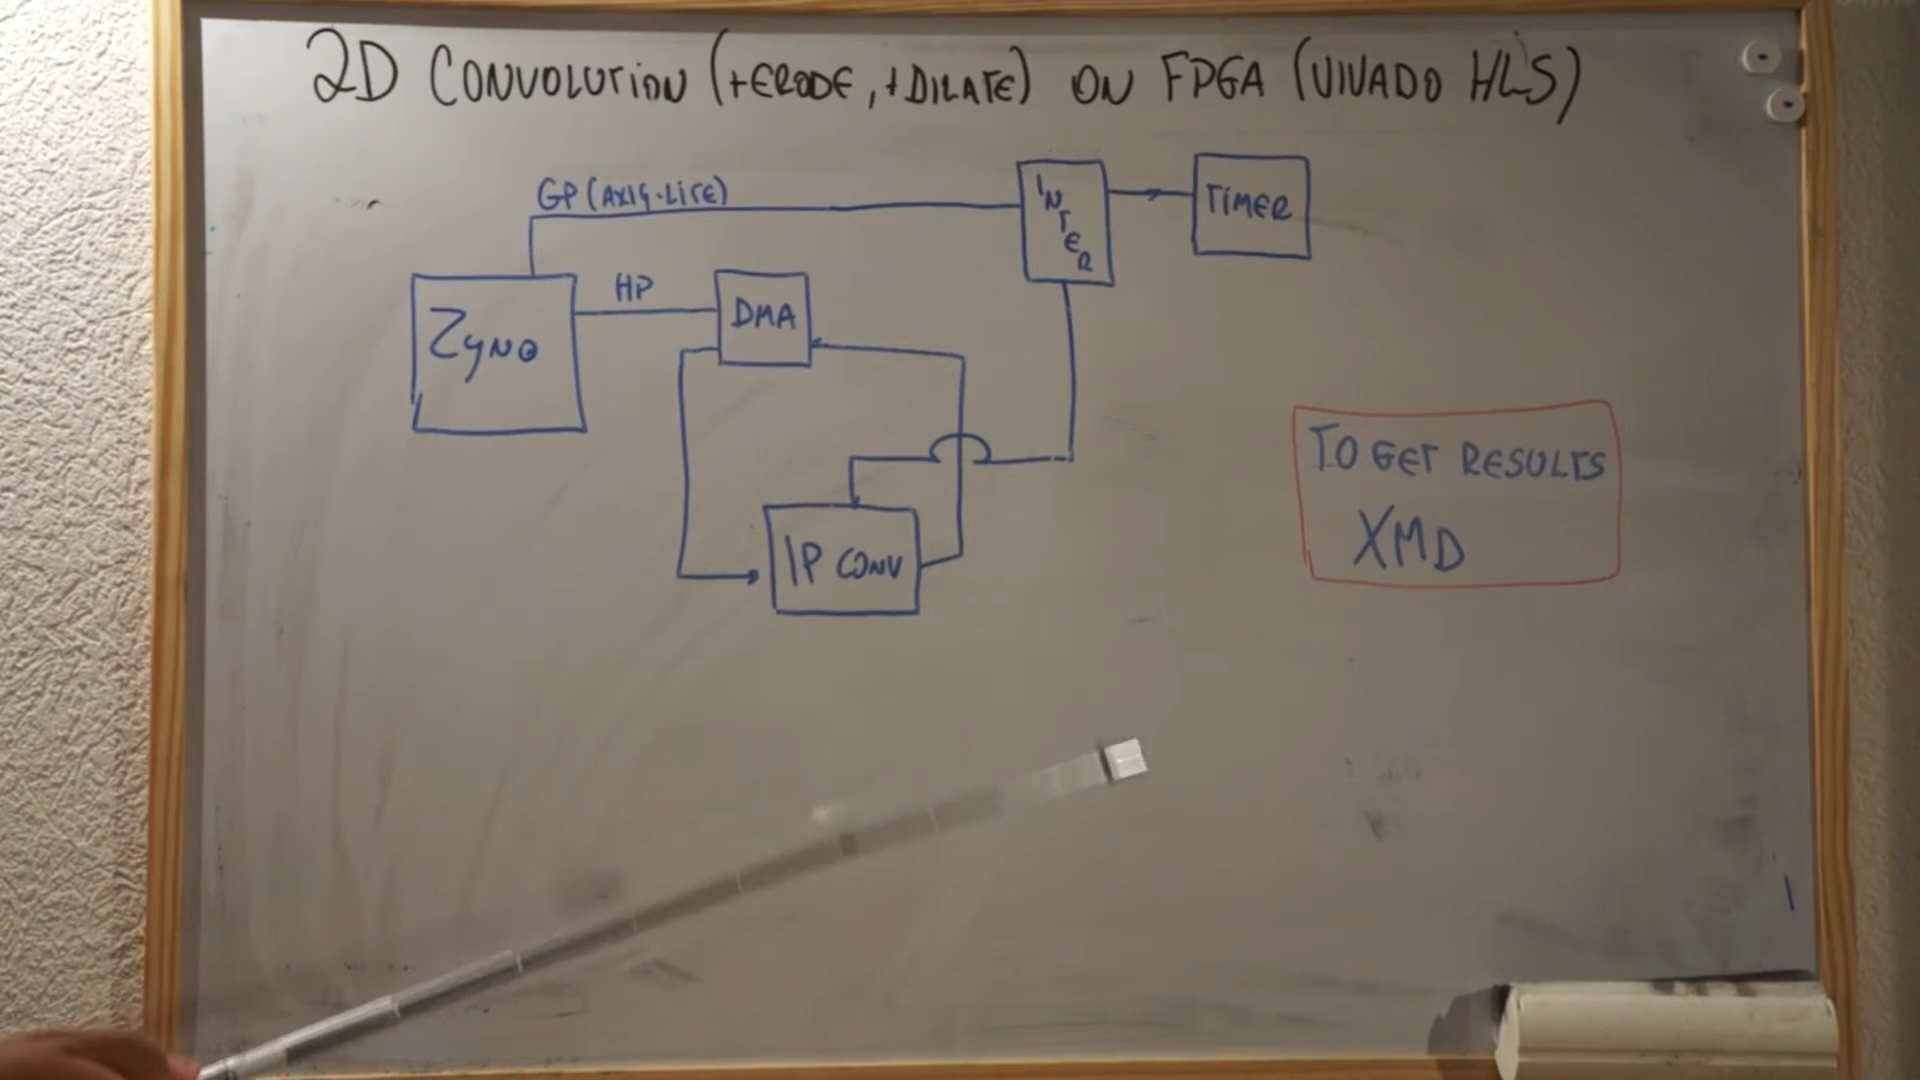 2D CONVOLUTION (+ERODE, +DILATE) ON FPGA (VIVADO HLS)
GP (AXI4-LITE)
INTER
TIMER
HP
DMA
ZYNQ
TO GET RESULTS
XMD
IP CONV
1